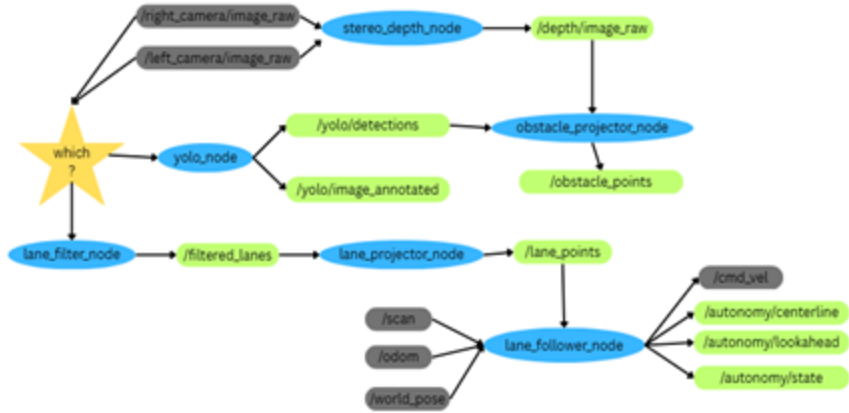 /right_camera/image_raw
stereo_depth_node
/depth/image_raw
/left_camera/image_raw
/yolo/detections
obstacle_projector_node
which
?
yolo_node
/yolo/image_annotated
/obstacle_points
lane_filter_node
/filtered_lanes
lane_projector_node
/lane_points
/cmd_vel
/scan
/autonomy/centerline
/odom
lane_follower_node
/autonomy/lookahead
/world_pose
/autonomy/state